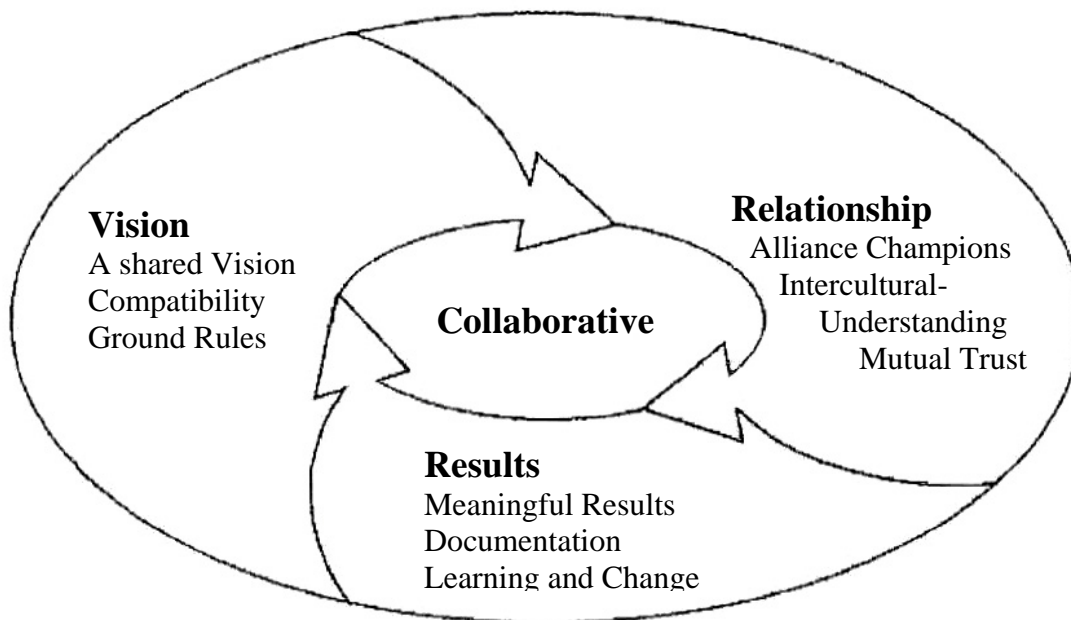 Vision
A shared Vision
Compatibility
Ground Rules
Relationship
Alliance Champions
Intercultural-
Understanding
Mutual Trust
Collaborative
Results
Meaningful Results
Documentation
Learning and Change